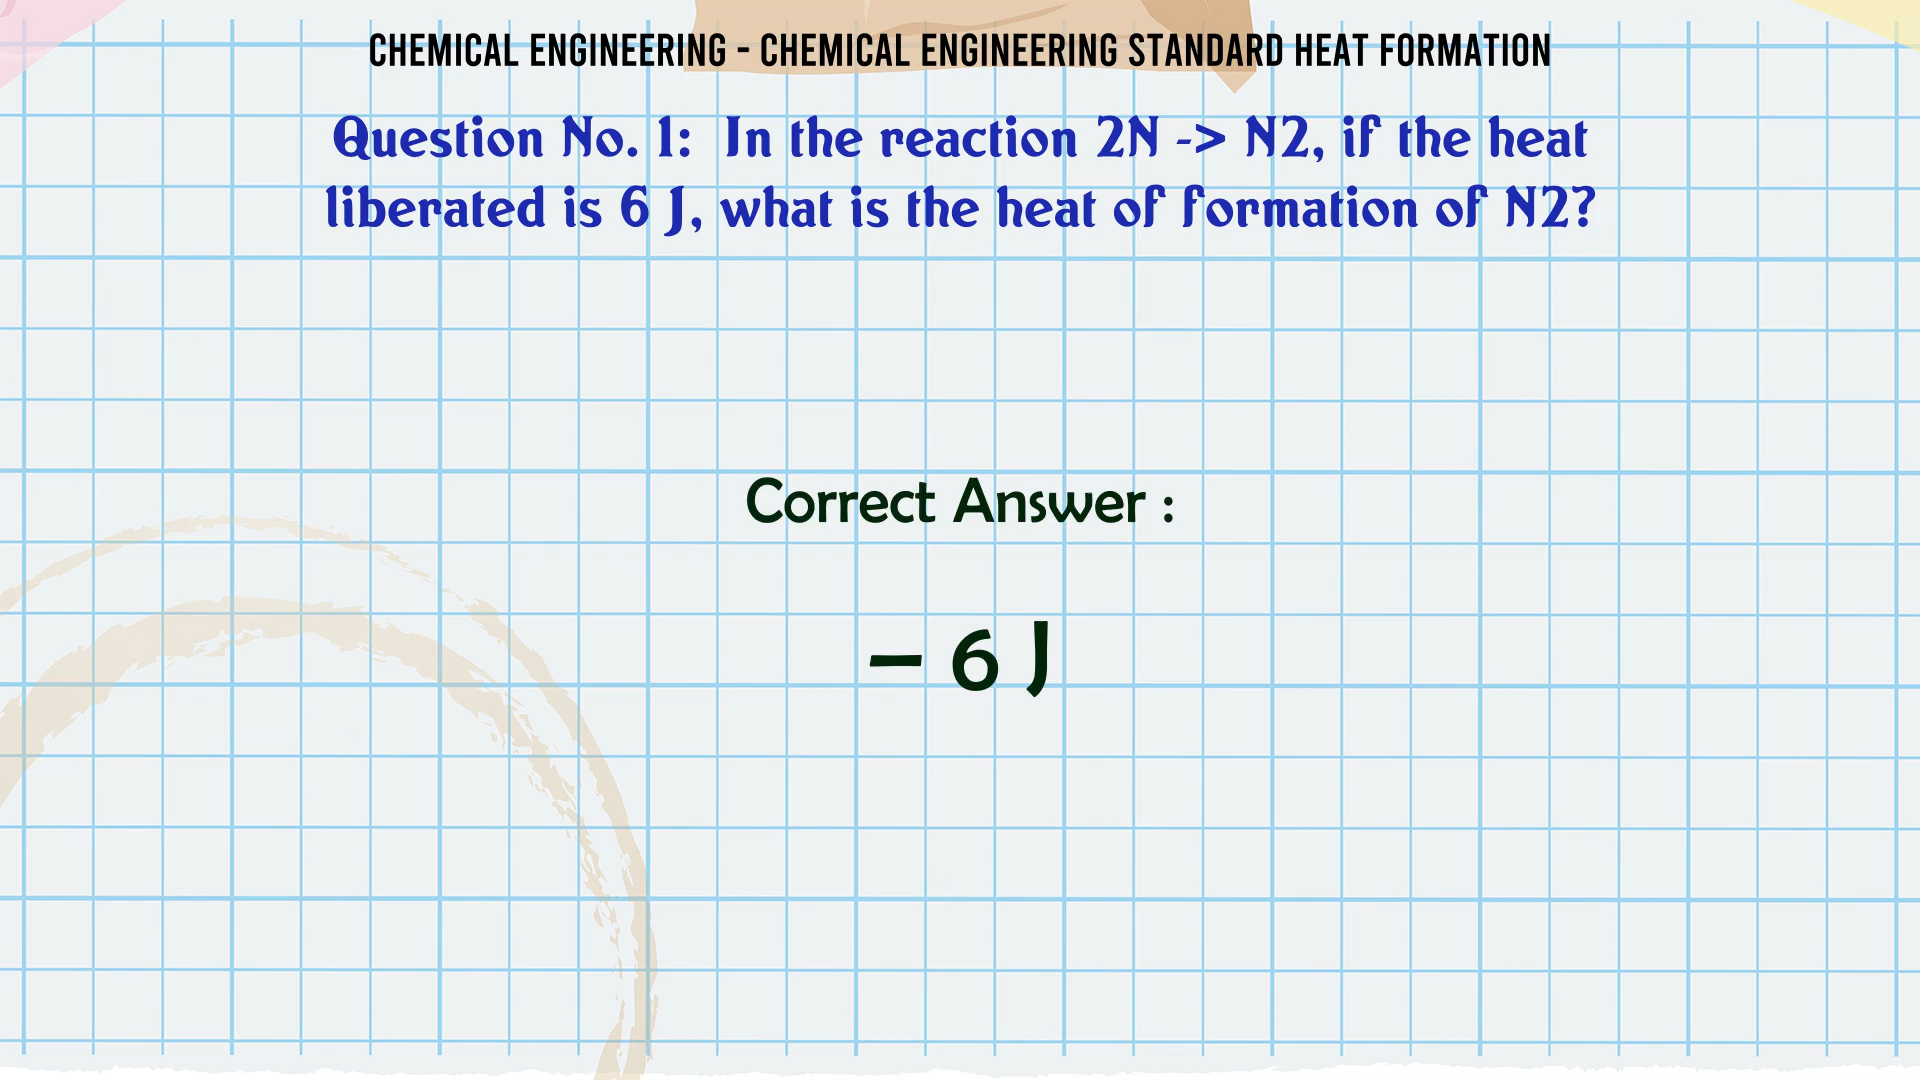 CHEMICAL ENGINEERING - CHEMICAL ENGINEERING STANDARD HEAT FORMATION
Question No. 1:  In the reaction 2N -> N2, if the heat
liberated is 6 J, what is the heat of formation of N2?
Correct Answer :
– 6 J